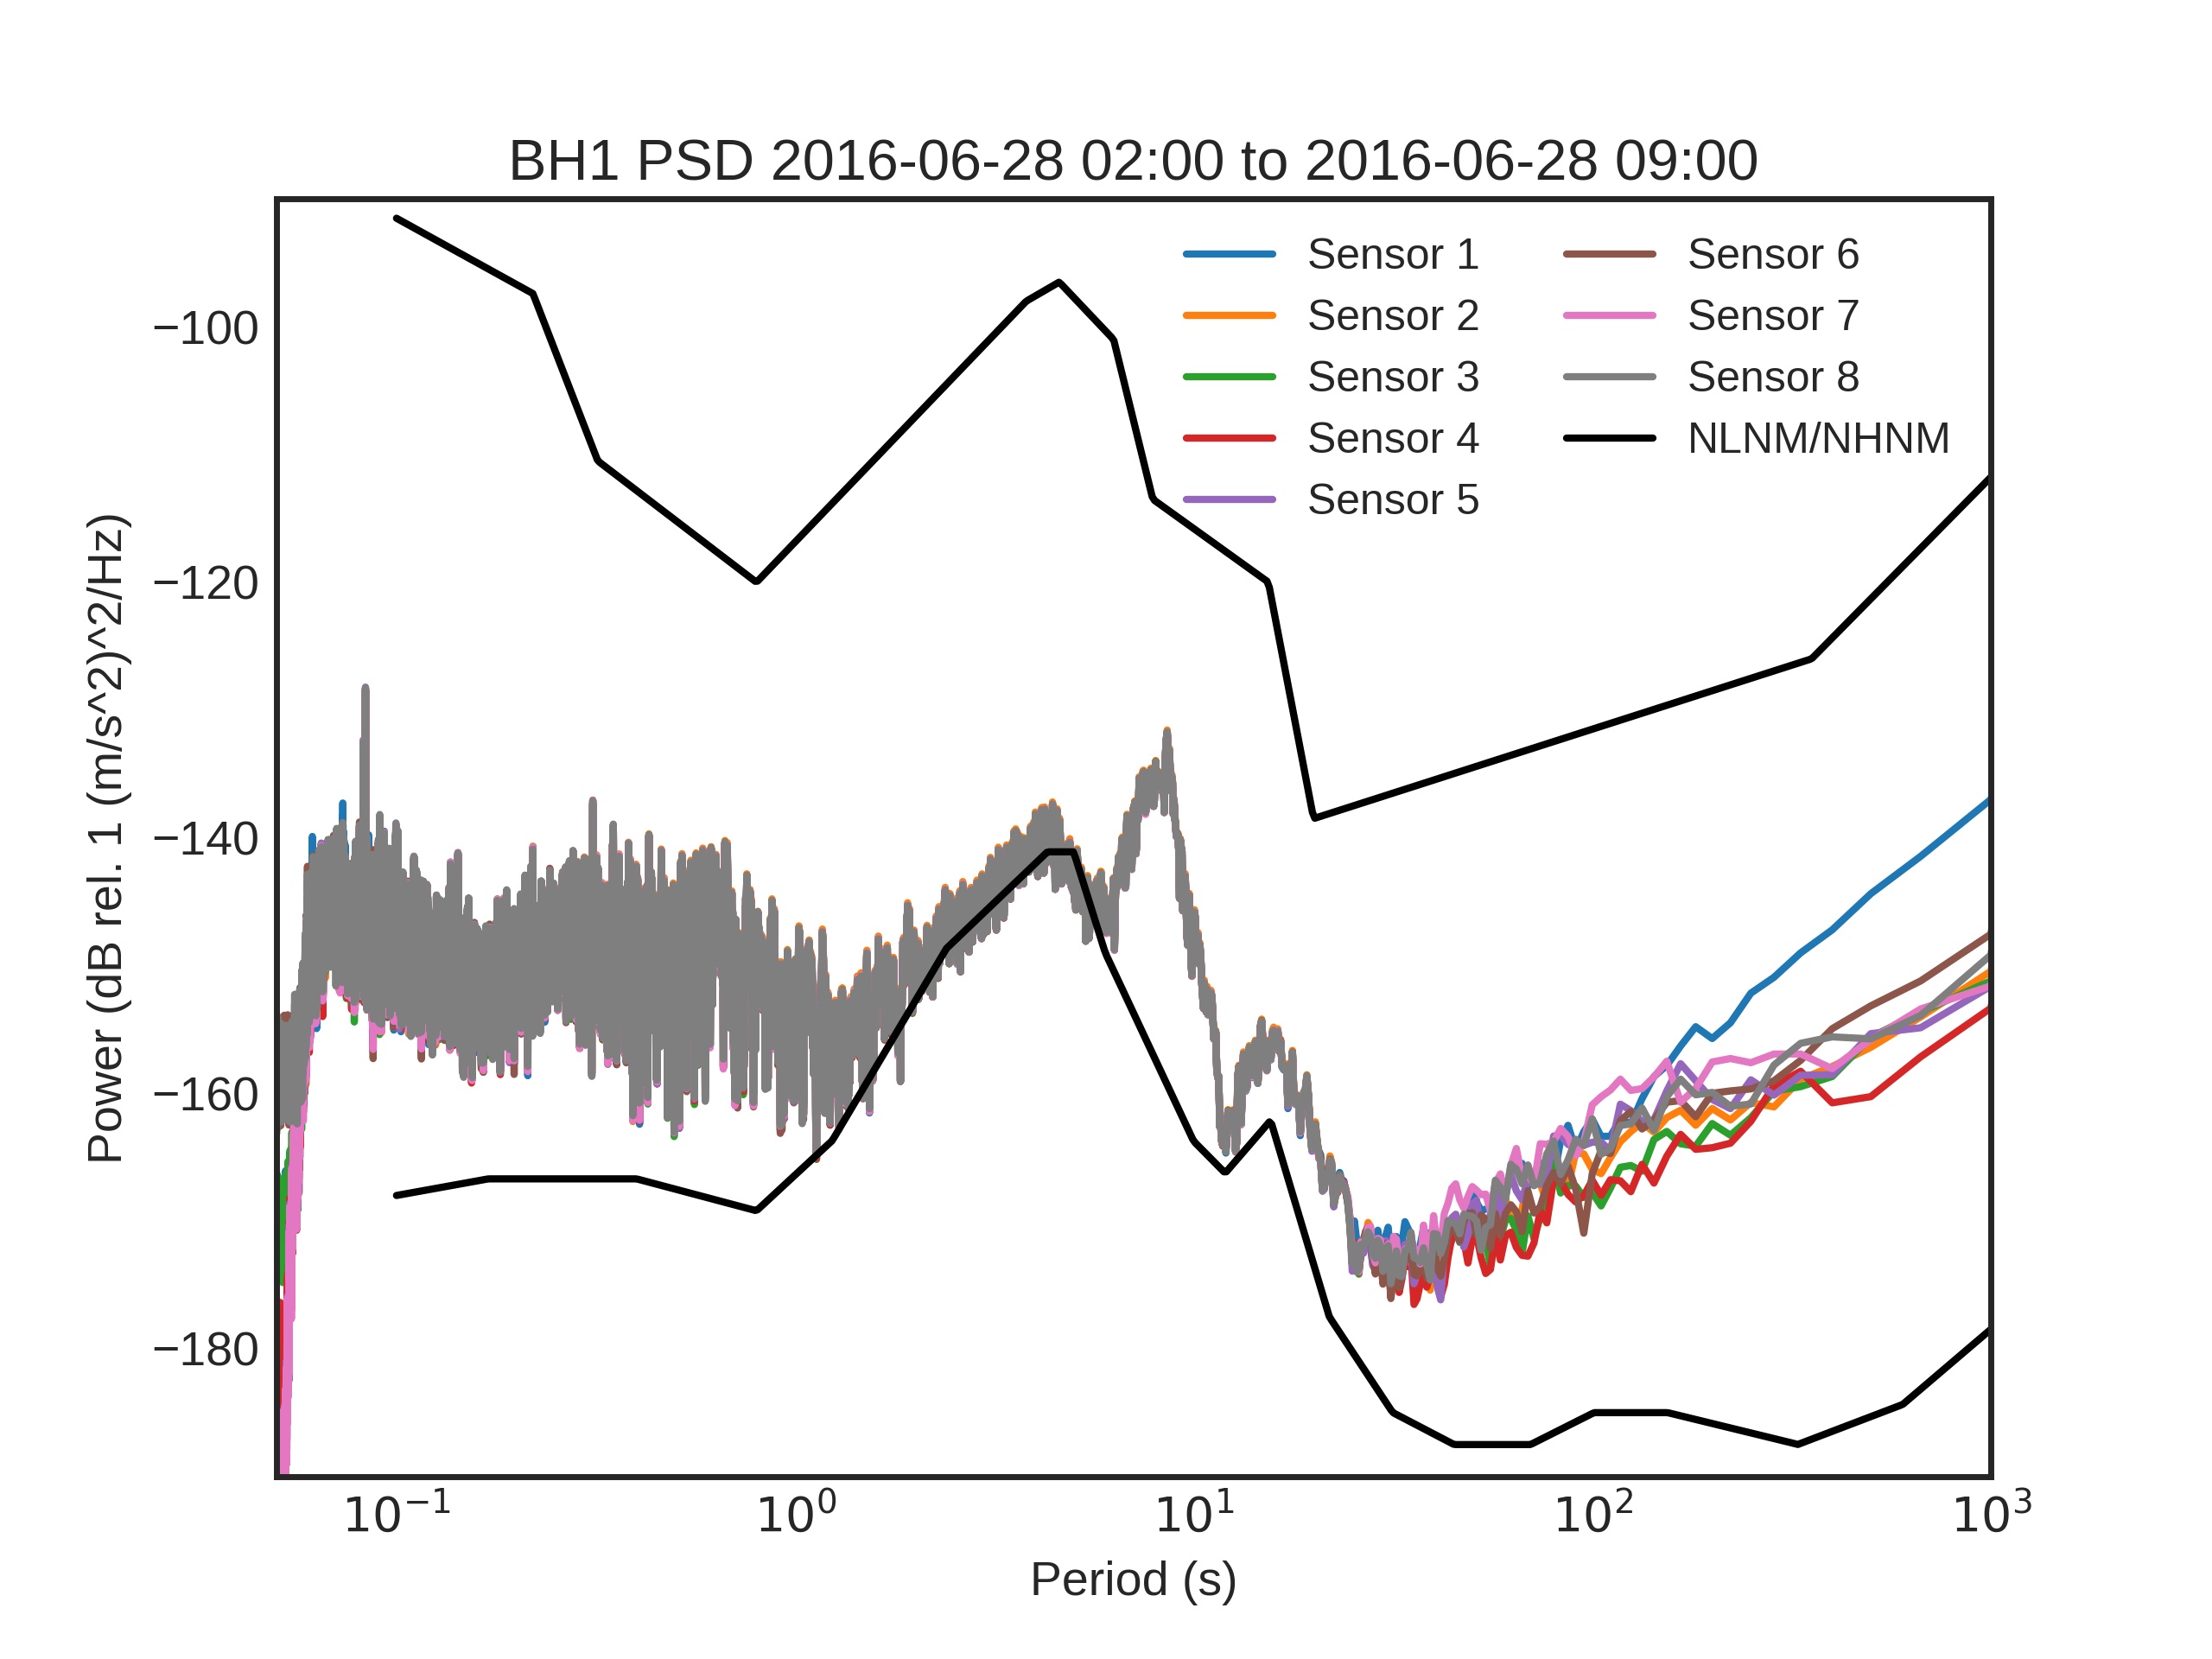 BH1 PSD 2016-06-28 02:00 to 2016-06-28 09:00
Power (dB rel. 1 (m/s^2)^2/Hz)
−100
−120
−140
−160
−180
Sensor 1
Sensor 2
Sensor 3
Sensor 4
Sensor 5
Sensor 6
Sensor 7
Sensor 8
NLNM/NHNM
10⁻¹
10⁰
10¹
10²
10³
Period (s)